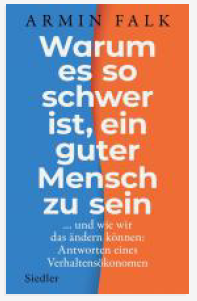 ARMIN FALK
Warum
es so
schwer
ist, ein
guter
Mensch
zu sein
... und wie wir
das ändern können:
Antworten eines
Verhaltensökonomen
Siedler